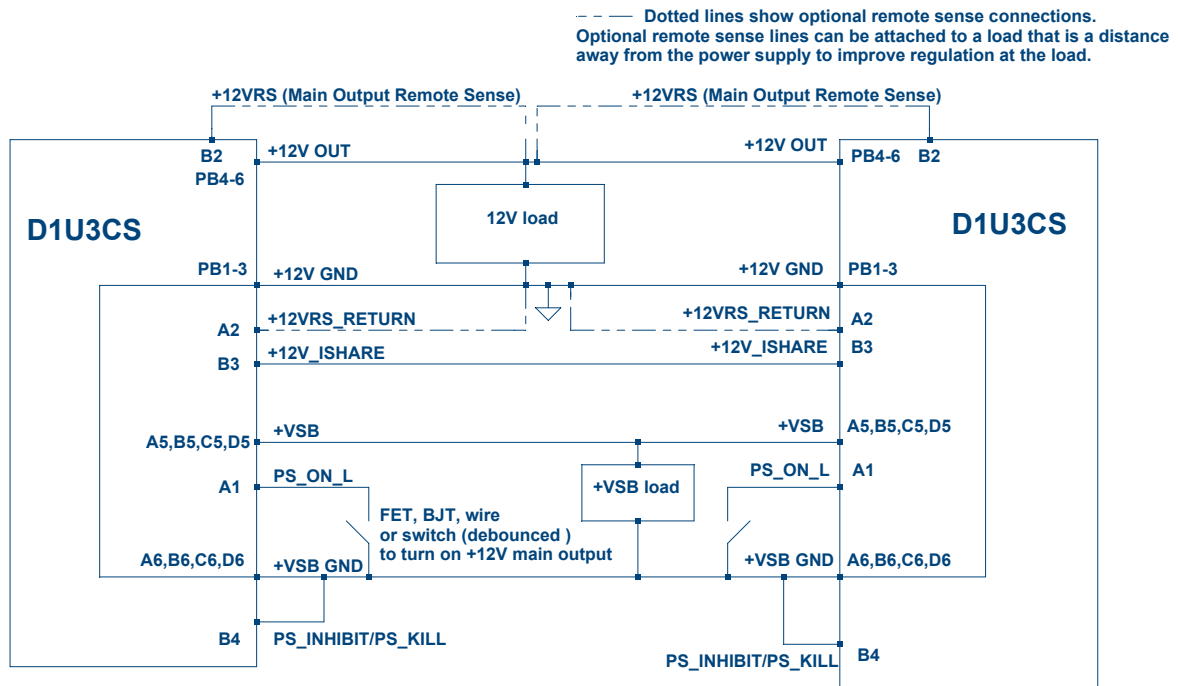 Dotted lines show optional remote sense connections.
Optional remote sense lines can be attached to a load that is a distance
away from the power supply to improve regulation at the load.
+12VRS (Main Output Remote Sense)
+12VRS (Main Output Remote Sense)
B2
+12V OUT
+12V OUT
PB4-6
B2
PB4-6
D1U3CS
12V load
D1U3CS
PB1-3
+12V GND
+12V GND
PB1-3
A2
+12VRS_RETURN
+12VRS_RETURN
A2
B3
+12V_ISHARE
+12V_ISHARE
B3
A5,B5,C5,D5
+VSB
+VSB
A5,B5,C5,D5
A1
PS_ON_L
PS_ON_L
A1
+VSB load
FET, BJT, wire
or switch (debounced )
to turn on +12V main output
A6,B6,C6,D6
+VSB GND
+VSB GND
A6,B6,C6,D6
B4
PS_INHIBIT/PS_KILL
PS_INHIBIT/PS_KILL
B4